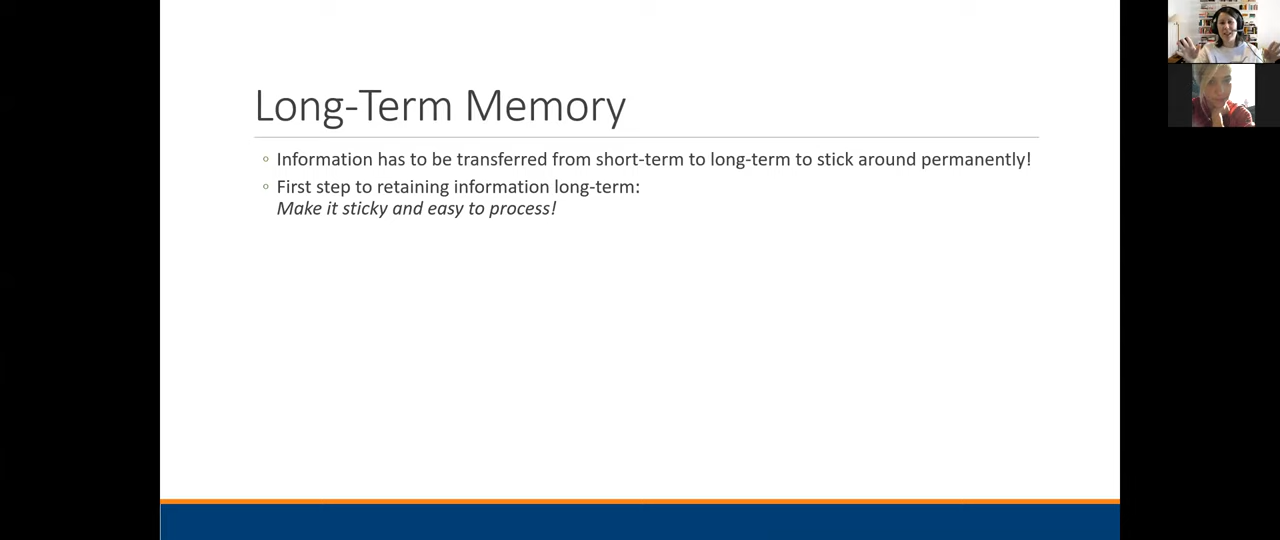 Long-Term Memory
Information has to be transferred from short-term to long-term to stick around permanently!
First step to retaining information long-term:
Make it sticky and easy to process!